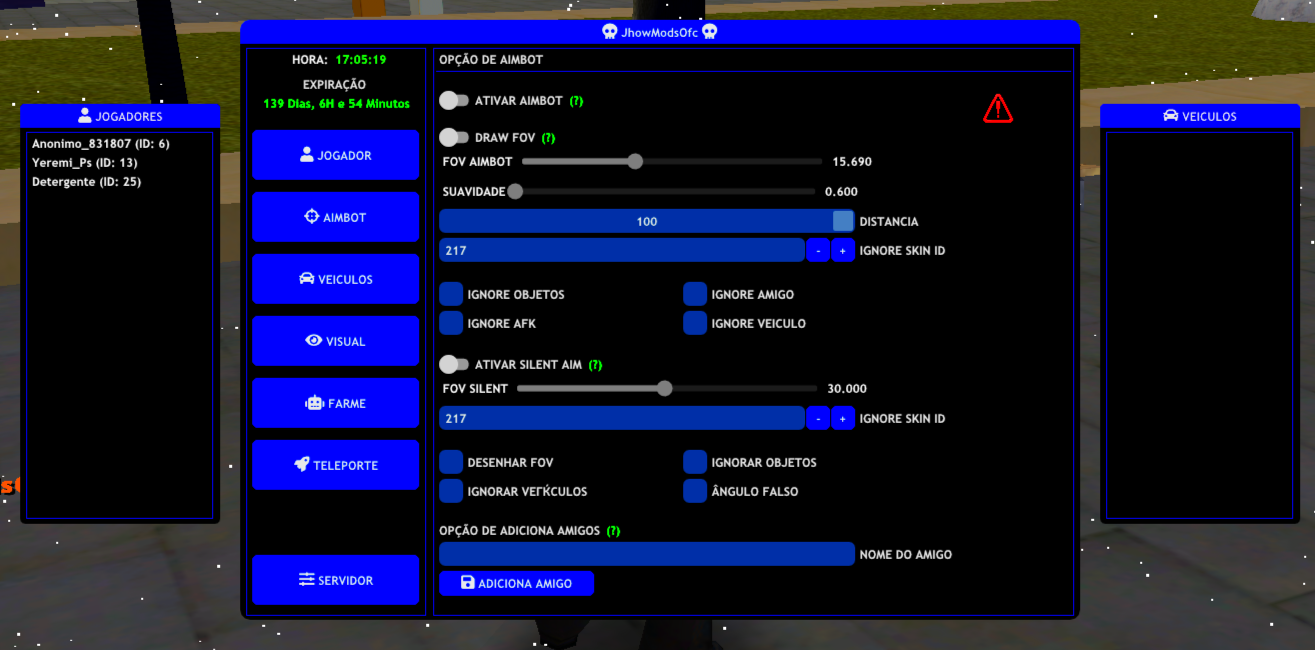 JhowModsOfc
JOGADORES
Anonimo_831807 (ID: 6)
Yeremi_Ps (ID: 13)
Detergente (ID: 25)
HORA: 17:05:19
EXPIRAÇÃO
139 Dias, 6H e 54 Minutos
JOGADOR
AIMBOT
VEICULOS
VISUAL
FARME
TELEPORTE
SERVIDOR
OPÇÃO DE AIMBOT
ATIVAR AIMBOT (?)
DRAW FOV (?)
FOV AIMBOT 15.690
SUAVIDADE 0.600
100 DISTANCIA
217 - + IGNORE SKIN ID
IGNORE OBJETOS IGNORE AMIGO
IGNORE AFK IGNORE VEICULO
ATIVAR SILENT AIM (?)
FOV SILENT 30.000
217 - + IGNORE SKIN ID
DESENHAR FOV IGNORAR OBJETOS
IGNORAR VEГЌCULOS ÂNGULO FALSO
OPÇÃO DE ADICIONA AMIGOS (?)
NOME DO AMIGO
ADICIONA AMIGO
VEICULOS